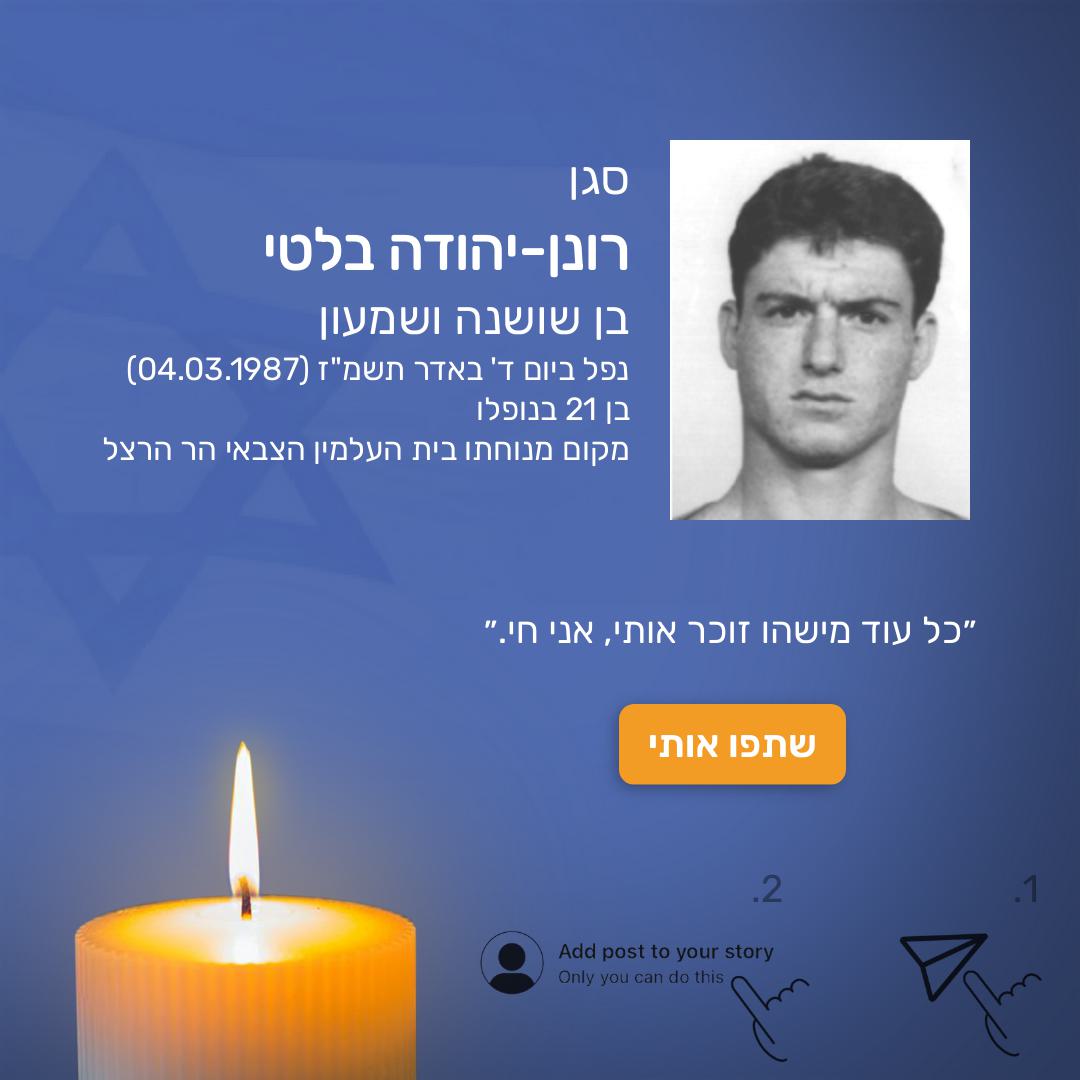 סגן
רונן-יהודה בלטי
בן שושנה ושמעון
נפל ביום ד' באדר תשמ"ז (04.03.1987)
בן 21 בנופלו
מקום מנוחתו בית העלמין הצבאי הר הרצל
״כל עוד מישהו זוכר אותי, אני חי.״
שתפו אותי
1.
2.
Add post to your story
Only you can do this